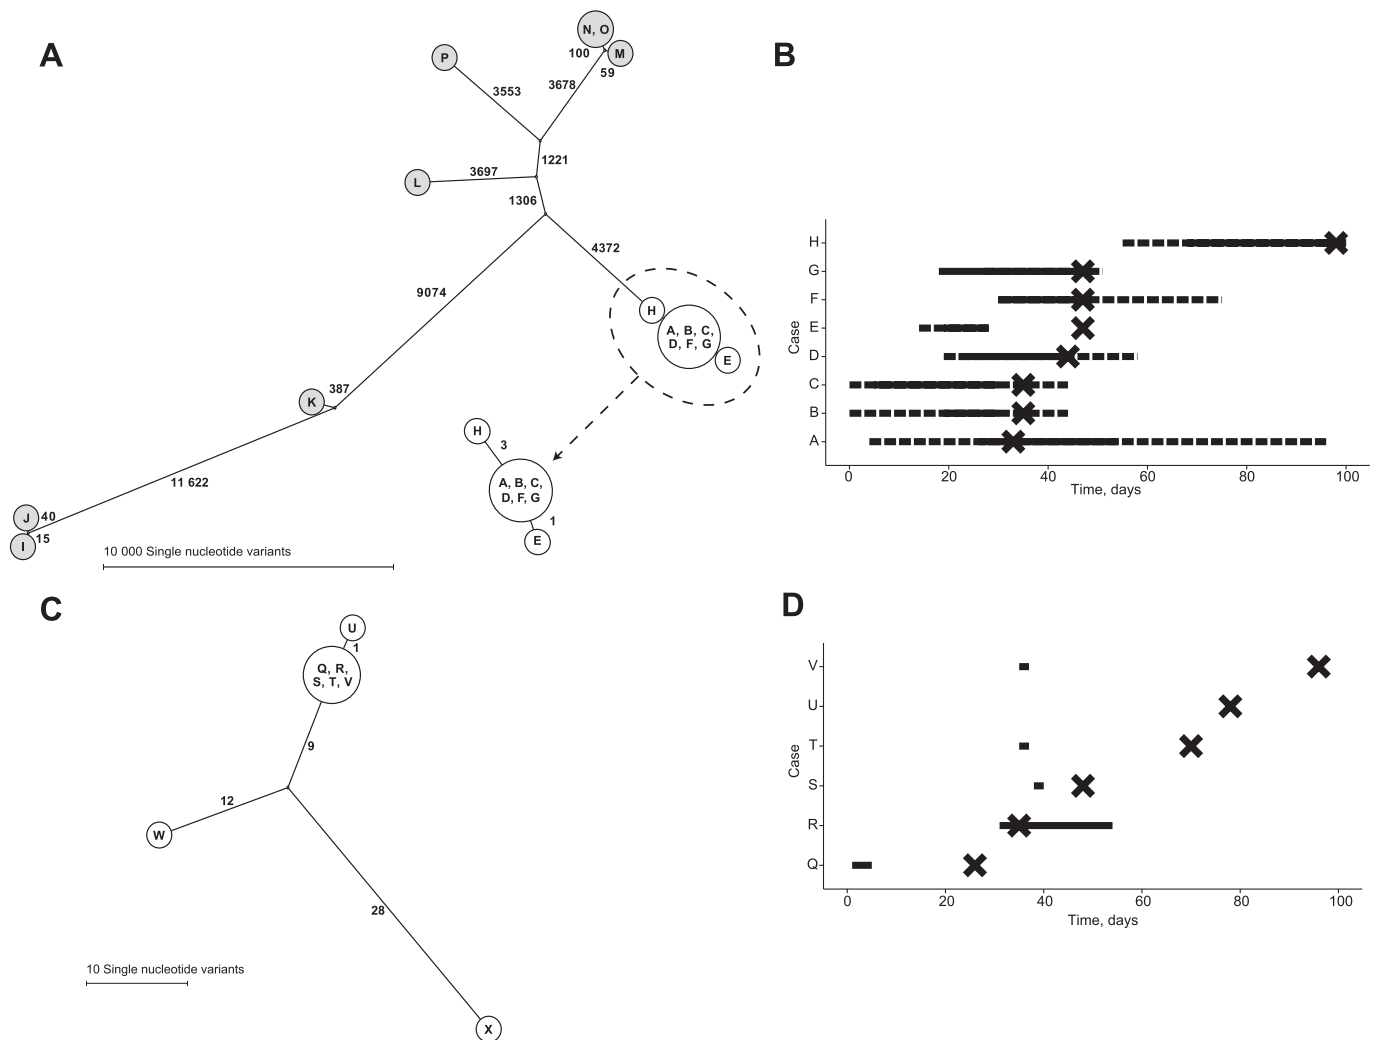 A
N, O
P
100
M
59
3678
3553
1221
3697
L
1306
4372
9074
H
A, B, C,
D, F, G
E
387
K
H
3
11 622
A, B, C,
D, F, G
1
E
J
40
15
I
10 000 Single nucleotide variants
B
H
G
F
E
D
C
B
A
Case
0 20 40 60 80 100
Time, days
C
U
1
Q, R,
S, T, V
9
12
W
28
10 Single nucleotide variants
X
D
V
U
T
S
R
Q
Case
0 20 40 60 80 100
Time, days